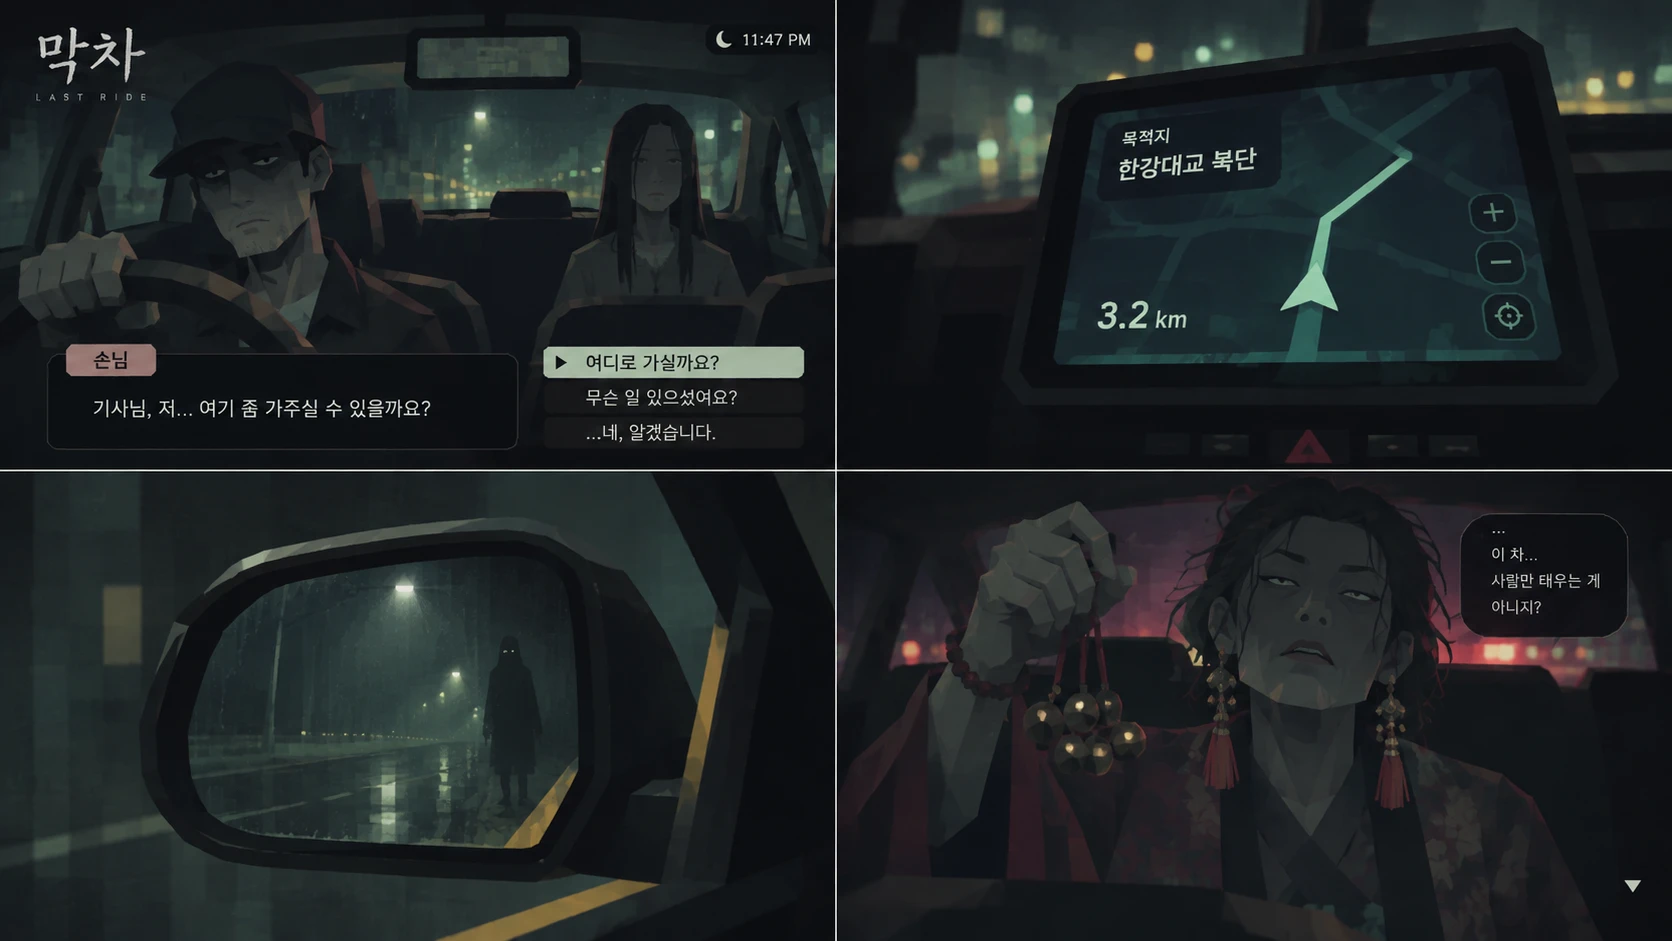 막차
LAST RIDE
11:47 PM
손님
기사님, 저... 여기 좀 가주실 수 있을까요?
여디로 가실까요?
무슨 일 있으셨여요?
...네, 알겠습니다.
목적지
한강대교 북단
3.2 km
...
이 차...
사람만 태우는 게
아니지?